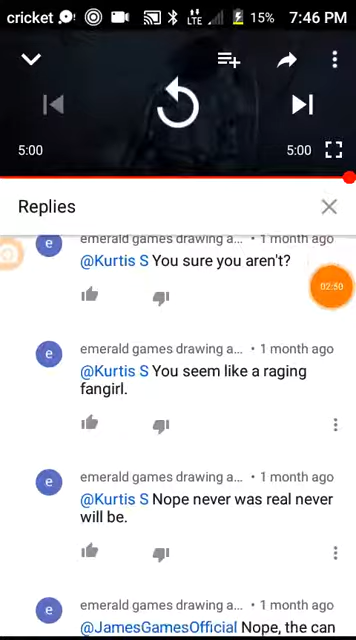 cricket LTE 15% 7:46 PM
5:00 5:00
Replies
e emerald games drawing a... • 1 month ago
@Kurtis S You sure you aren't?
02:50
e emerald games drawing a... • 1 month ago
@Kurtis S You seem like a raging
fangirl.
e emerald games drawing a... • 1 month ago
@Kurtis S Nope never was real never
will be.
e emerald games drawing a... • 1 month ago
@JamesGamesOfficial Nope, the can